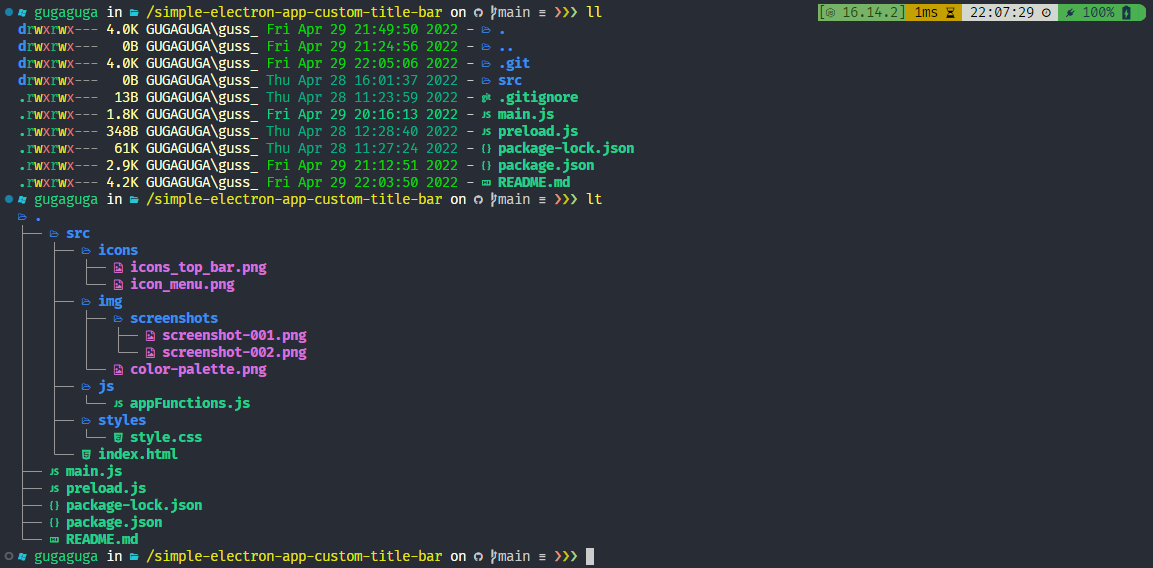 gugaguga in /simple-electron-app-custom-title-bar on main ≡ ❯❯❯ ll [16.14.2] 1ms 22:07:29 100%
drwxrwx--- 4.0K GUGAGUGA\guss_ Fri Apr 29 21:49:50 2022 - .
drwxrwx--- 0B GUGAGUGA\guss_ Fri Apr 29 21:24:56 2022 - ..
drwxrwx--- 4.0K GUGAGUGA\guss_ Fri Apr 29 22:05:06 2022 - .git
drwxrwx--- 0B GUGAGUGA\guss_ Thu Apr 28 16:01:37 2022 - src
.rwxrwx--- 13B GUGAGUGA\guss_ Thu Apr 28 11:23:59 2022 - .gitignore
.rwxrwx--- 1.8K GUGAGUGA\guss_ Fri Apr 29 20:16:13 2022 - JS main.js
.rwxrwx--- 348B GUGAGUGA\guss_ Thu Apr 28 12:28:40 2022 - JS preload.js
.rwxrwx--- 61K GUGAGUGA\guss_ Thu Apr 28 11:27:24 2022 - {} package-lock.json
.rwxrwx--- 2.9K GUGAGUGA\guss_ Fri Apr 29 21:12:51 2022 - {} package.json
.rwxrwx--- 4.2K GUGAGUGA\guss_ Fri Apr 29 22:03:50 2022 - README.md
gugaguga in /simple-electron-app-custom-title-bar on main ≡ ❯❯❯ lt
.
├── src
│ ├── icons
│ │ ├── icons_top_bar.png
│ │ └── icon_menu.png
│ ├── img
│ │ ├── screenshots
│ │ │ ├── screenshot-001.png
│ │ │ └── screenshot-002.png
│ │ └── color-palette.png
│ ├── js
│ │ └── JS appFunctions.js
│ ├── styles
│ │ └── style.css
│ └── index.html
├── JS main.js
├── JS preload.js
├── {} package-lock.json
├── {} package.json
└── README.md
gugaguga in /simple-electron-app-custom-title-bar on main ≡ ❯❯❯